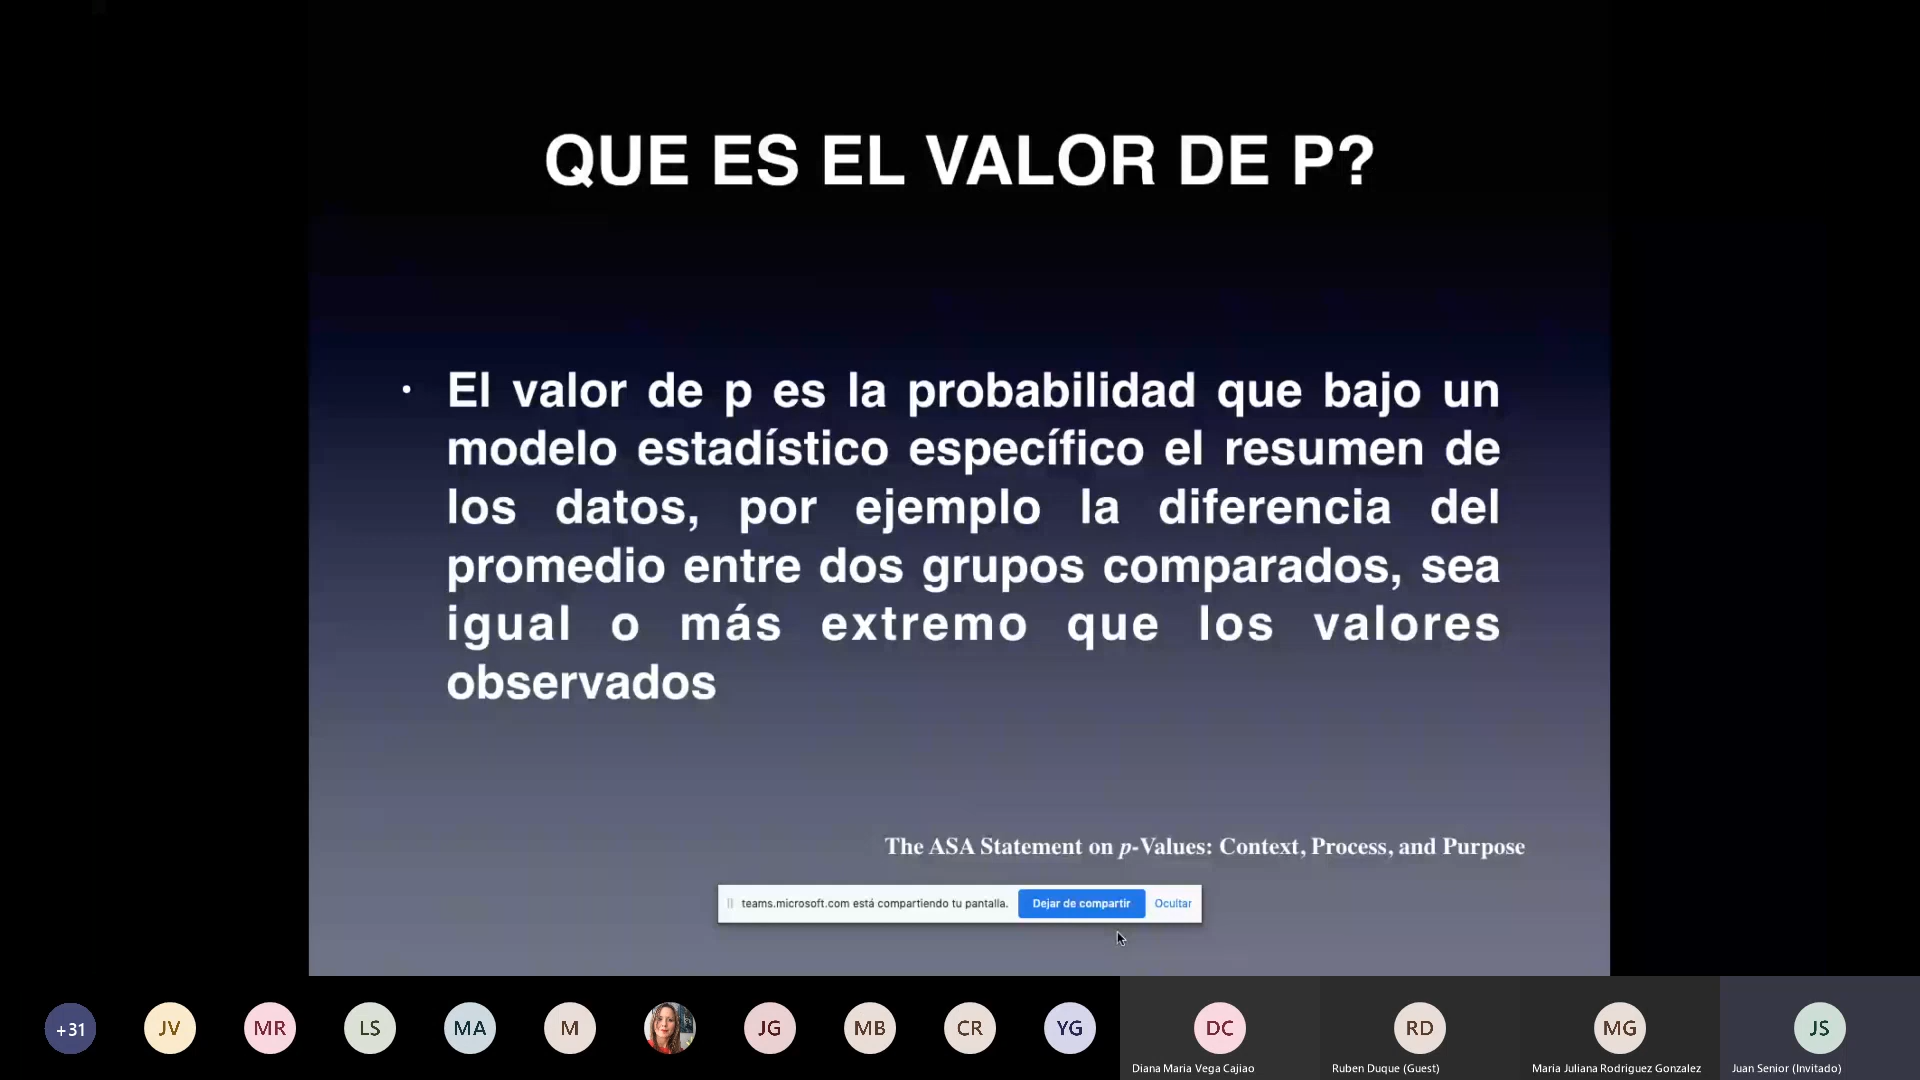 QUE ES EL VALOR DE P?
• El valor de p es la probabilidad que bajo un
modelo estadístico específico el resumen de
los datos, por ejemplo la diferencia del
promedio entre dos grupos comparados, sea
igual o más extremo que los valores
observados
The ASA Statement on p-Values: Context, Process, and Purpose
teams.microsoft.com está compartiendo tu pantalla. Dejar de compartir Ocultar
+31 JV MR LS MA M JG MB CR YG DC RD MG JS
Diana Maria Vega Cajiao Ruben Duque (Guest) Maria Juliana Rodriguez Gonzalez Juan Senior (Invitado)